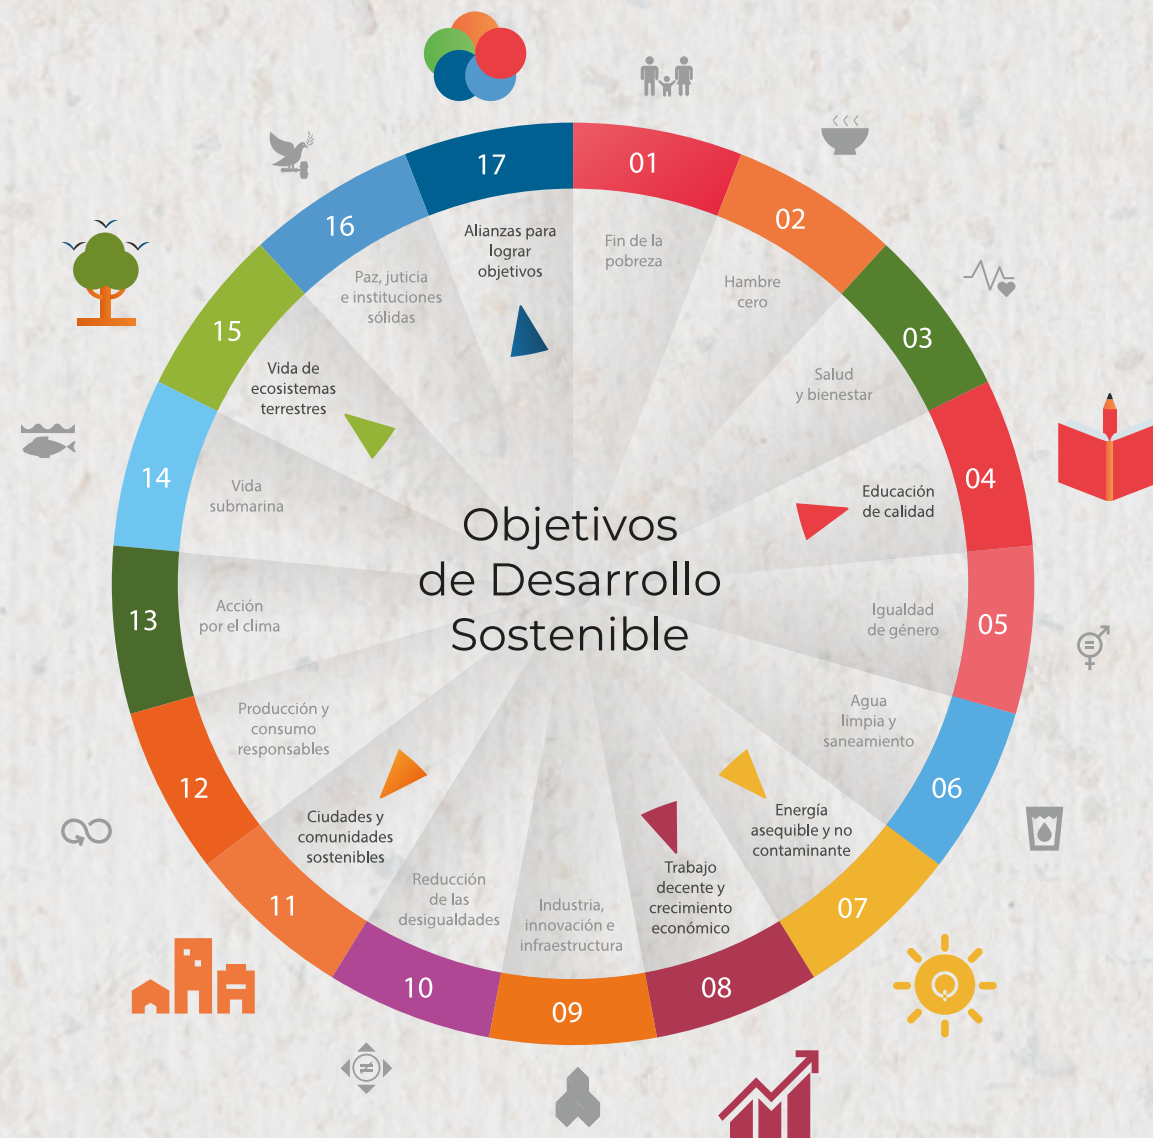 01
Fin de la
pobreza
02
Hambre
cero
03
Salud
y bienestar
04
Educación
de calidad
05
Igualdad
de género
06
Agua
limpia y
saneamiento
07
Energía
asequible y no
contaminante
08
Trabajo
decente y
crecimiento
económico
09
Industria,
innovación e
infraestructura
10
Reducción
de las
desigualdades
11
Ciudades y
comunidades
sostenibles
12
Producción y
consumo
responsables
13
Acción
por el clima
14
Vida
submarina
15
Vida de
ecosistemas
terrestres
16
Paz, juticia
e instituciones
sólidas
17
Alianzas para
lograr
objetivos
Objetivos
de Desarrollo
Sostenible